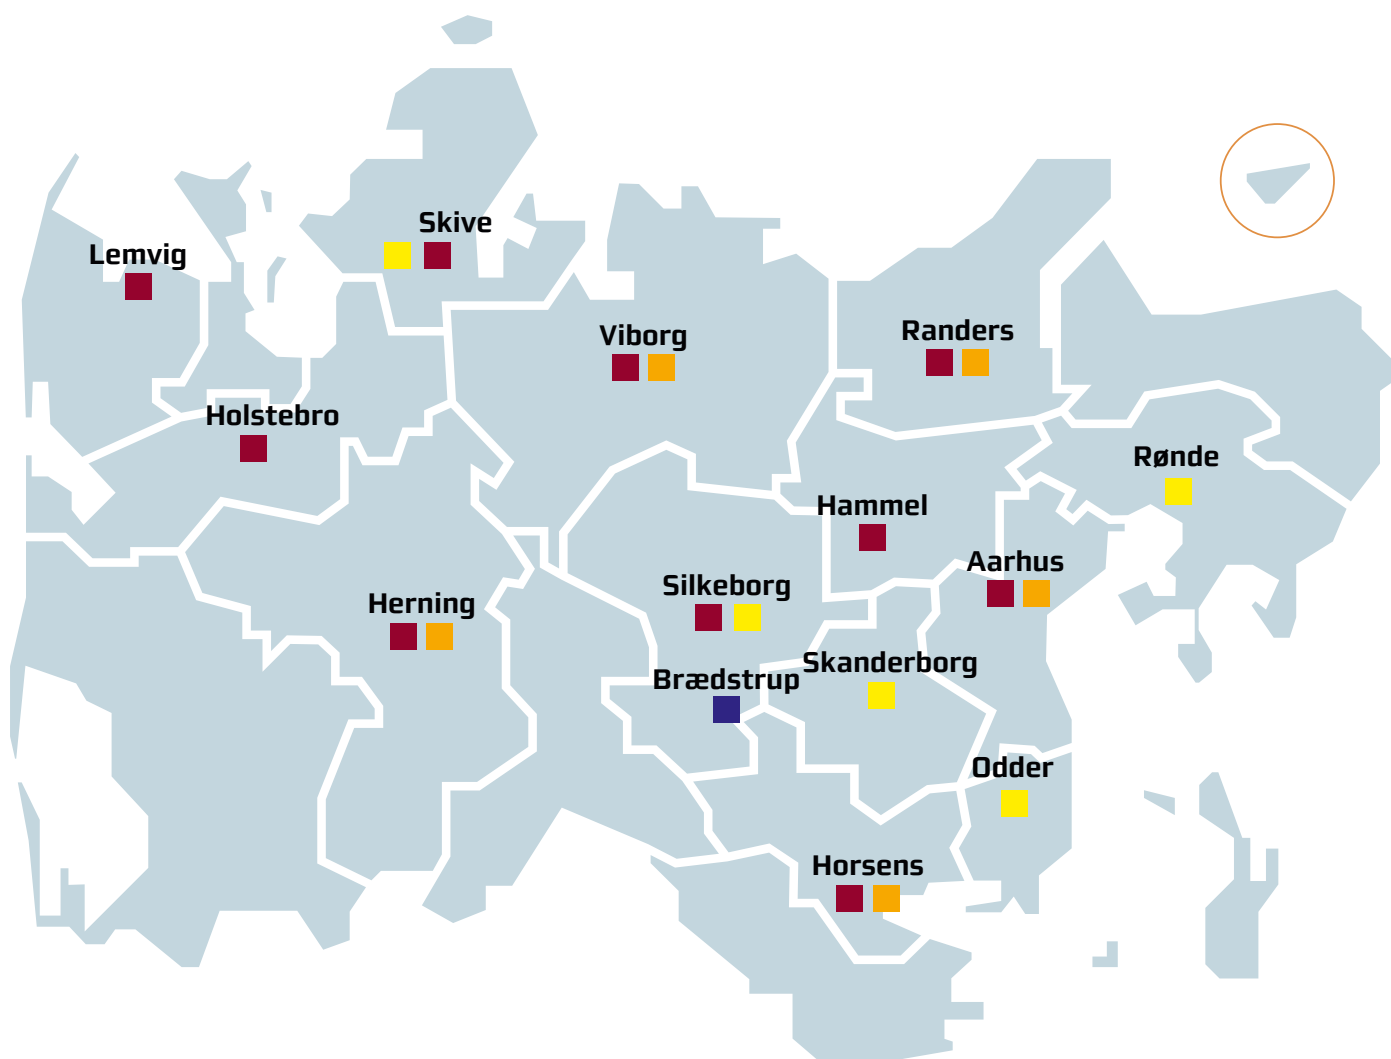 Skive
Lemvig
Viborg
Randers
Holstebro
Rønde
Hammel
Aarhus
Silkeborg
Herning
Skanderborg
Brædstrup
Odder
Horsens